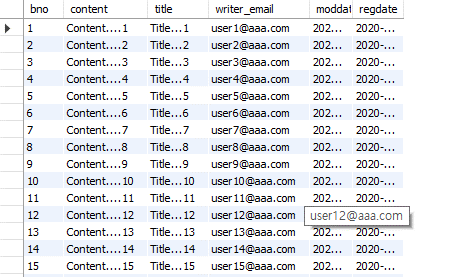 bno content title writer_email moddat regdate
1 Content....1 Title...1 user1@aaa.com 202... 2020-...
2 Content....2 Title...2 user2@aaa.com 202... 2020-...
3 Content....3 Title...3 user3@aaa.com 202... 2020-...
4 Content....4 Title...4 user4@aaa.com 202... 2020-...
5 Content....5 Title...5 user5@aaa.com 202... 2020-...
6 Content....6 Title...6 user6@aaa.com 202... 2020-...
7 Content....7 Title...7 user7@aaa.com 202... 2020-...
8 Content....8 Title...8 user8@aaa.com 202... 2020-...
9 Content....9 Title...9 user9@aaa.com 202... 2020-...
10 Content....10 Title...10 user10@aaa.com 202... 2020-...
11 Content....11 Title...11 user11@aaa.com 202... 2020-...
12 Content....12 Title...12 user12@aaa.com user12@aaa.com
13 Content....13 Title...13 user13@aaa.com 202... 2020-...
14 Content....14 Title...14 user14@aaa.com 202... 2020-...
15 Content....15 Title...15 user15@aaa.com 202... 2020-...